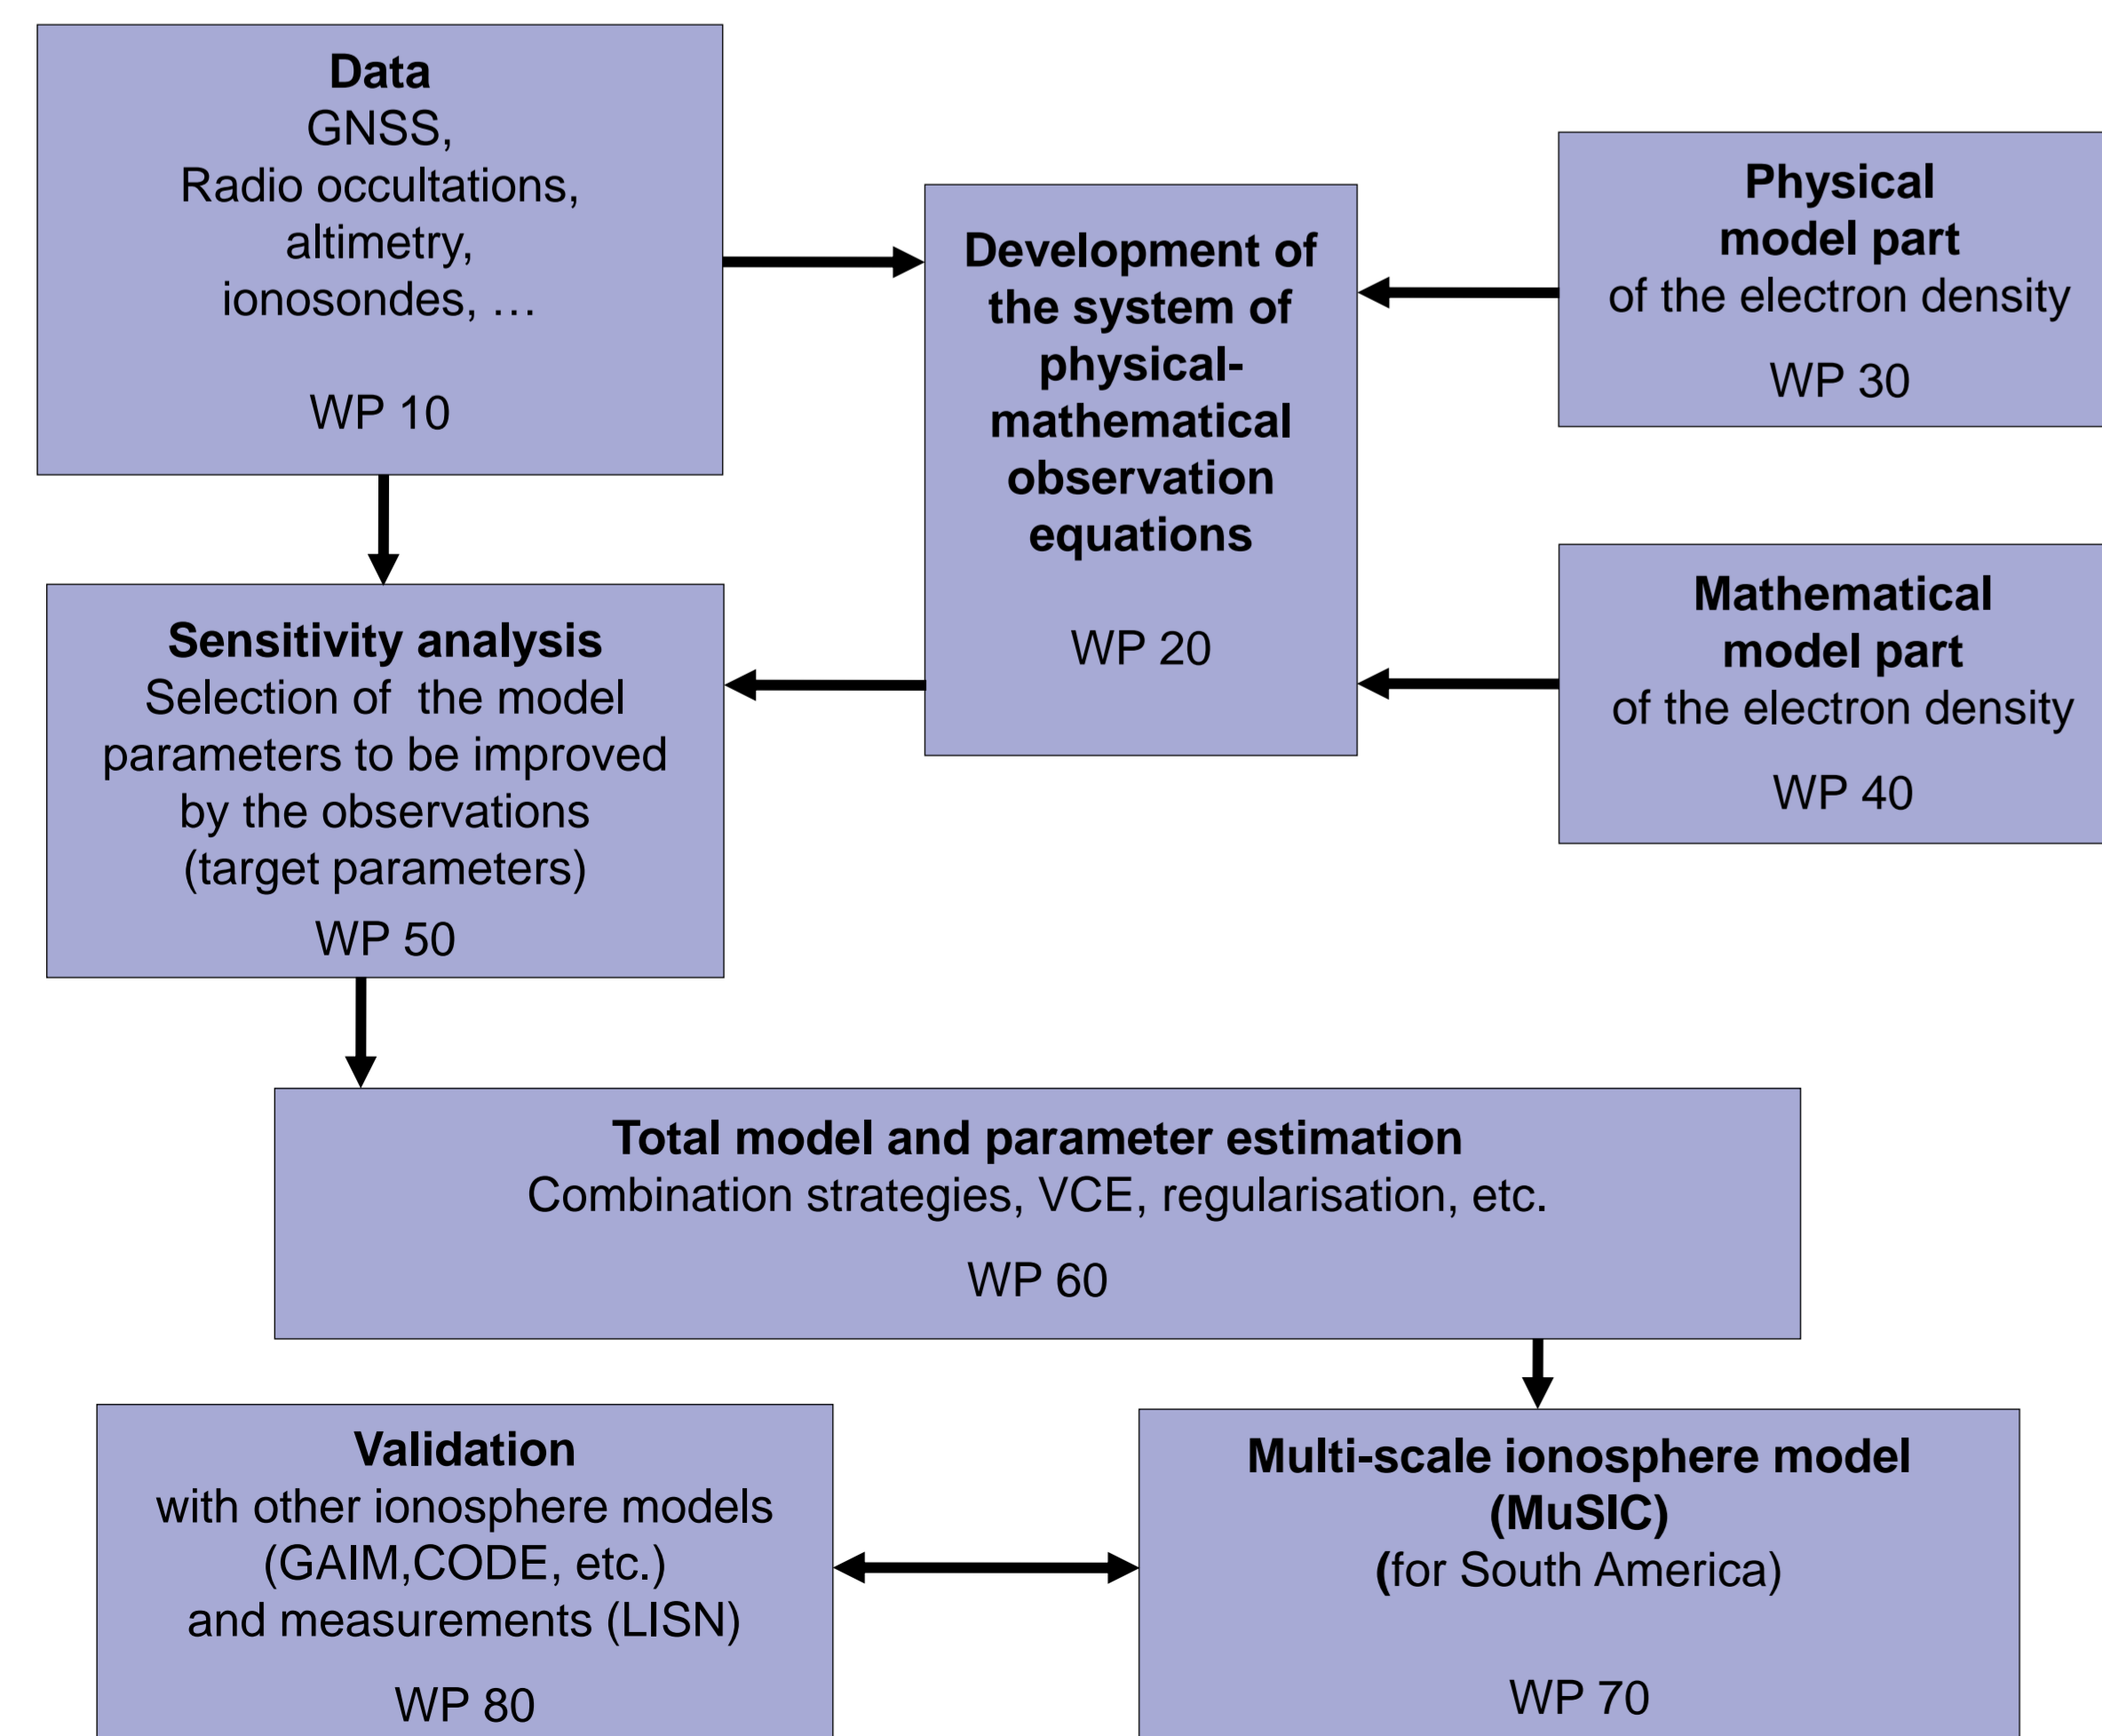 Data
GNSS,
Radio occultations,
altimetry,
ionosondes, …
WP 10
Development of
the system of
physical-
mathematical
observation
equations
WP 20
Physical
model part
of the electron density
WP 30
Mathematical
model part
of the electron density
WP 40
Sensitivity analysis
Selection of  the model
parameters to be improved
by the observations
(target parameters)
WP 50
Total model and parameter estimation
Combination strategies, VCE, regularisation, etc.
WP 60
Validation
with other ionosphere models
(GAIM,CODE, etc.)
and measurements (LISN)
WP 80
Multi-scale ionosphere model
(MuSIC)
(for South America)
WP 70